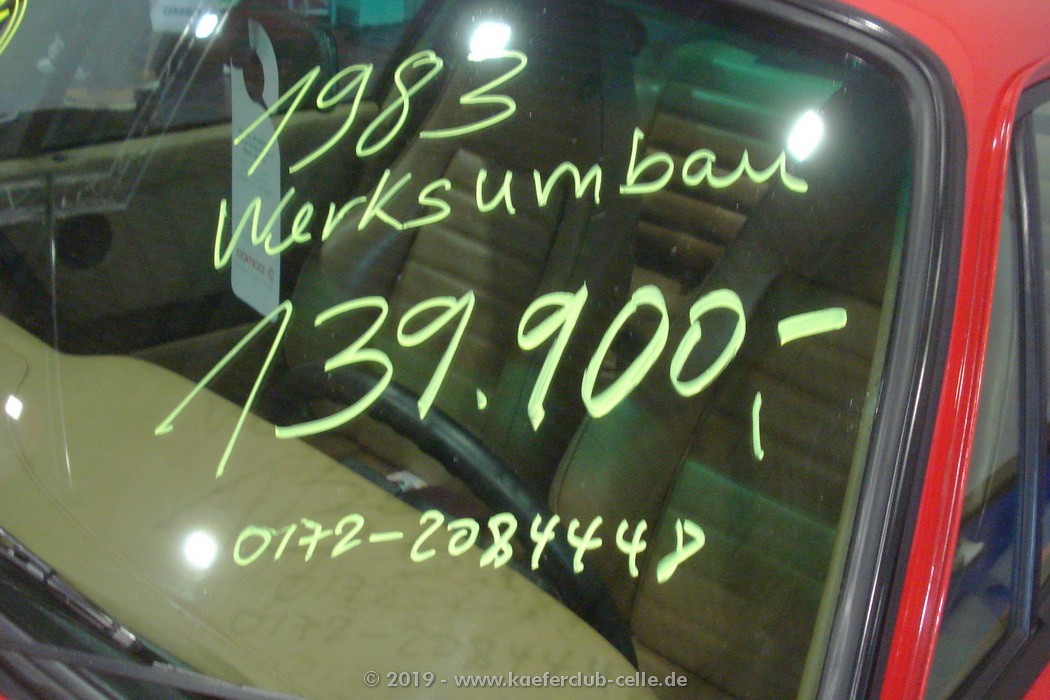 1983
Werksumbau
139.900,-
0172-2084448
© 2019 - www.kaeferclub-celle.de